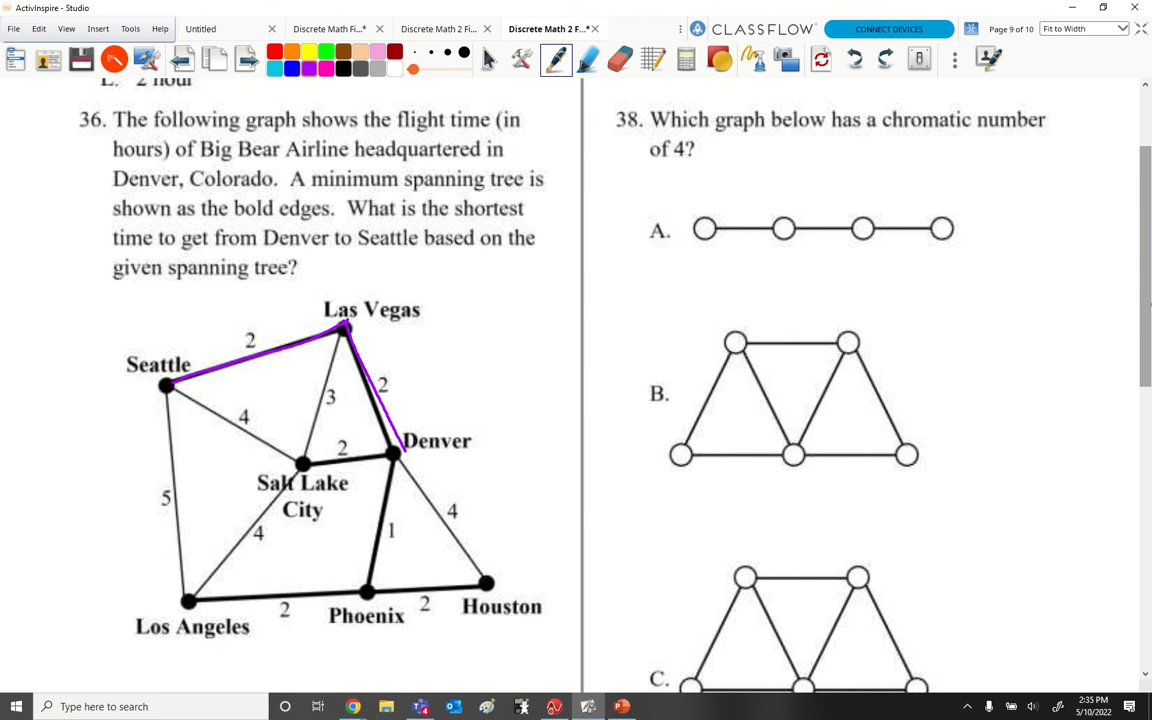 ActivInspire - Studio
File Edit View Insert Tools Help
Untitled
Discrete Math Fi...*
Discrete Math 2 Fi...
Discrete Math 2 F...*
CLASSFLOW
CONNECT DEVICES
Page 9 of 10
Fit to Width
E. 2 hour
36. The following graph shows the flight time (in
hours) of Big Bear Airline headquartered in
Denver, Colorado. A minimum spanning tree is
shown as the bold edges. What is the shortest
time to get from Denver to Seattle based on the
given spanning tree?
Las Vegas
2
Seattle
2
3
4
Denver
2
Salt Lake
City
5
4
4
1
Houston
2
Phoenix
2
Los Angeles
38. Which graph below has a chromatic number
of 4?
A.
B.
C.
Type here to search
2:35 PM
5/10/2022